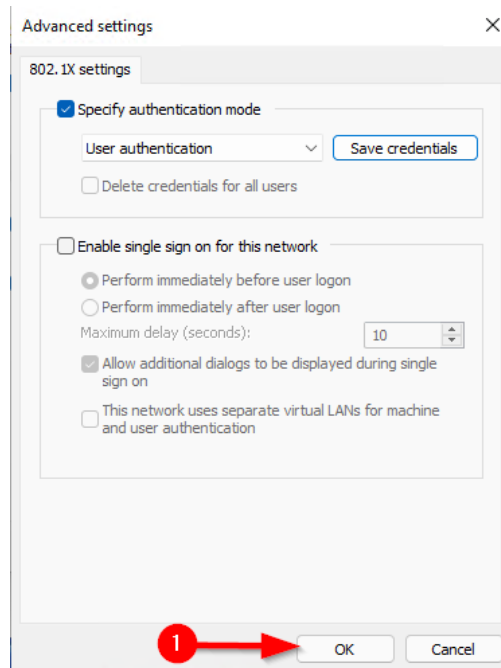 Advanced settings
802.1X settings
Specify authentication mode
User authentication
Save credentials
Delete credentials for all users
Enable single sign on for this network
Perform immediately before user logon
Perform immediately after user logon
Maximum delay (seconds):
10
Allow additional dialogs to be displayed during single
sign on
This network uses separate virtual LANs for machine
and user authentication
1
OK
Cancel